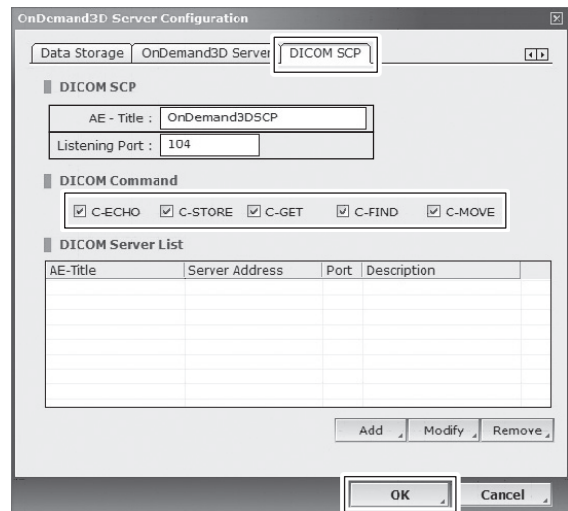 OnDemand3D Server Configuration
Data Storage OnDemand3D Server DICOM SCP
DICOM SCP
AE - Title : OnDemand3DSCP
Listening Port : 104
DICOM Command
C-ECHO C-STORE C-GET C-FIND C-MOVE
DICOM Server List
AE-Title Server Address Port Description
Add Modify Remove
OK Cancel